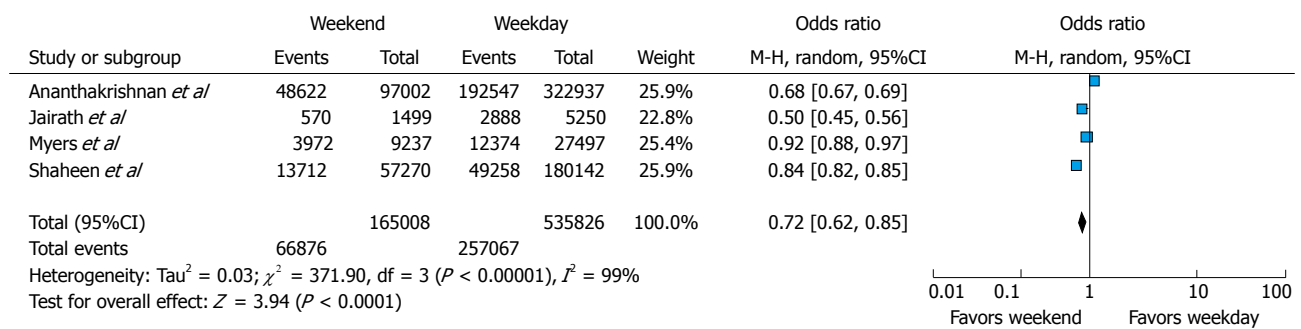 Weekend Weekday Odds ratio Odds ratio
Study or subgroup Events Total Events Total Weight M-H, random, 95%CI M-H, random, 95%CI
Ananthakrishnan et al 48622 97002 192547 322937 25.9% 0.68 [0.67, 0.69]
Jairath et al 570 1499 2888 5250 22.8% 0.50 [0.45, 0.56]
Myers et al 3972 9237 12374 27497 25.4% 0.92 [0.88, 0.97]
Shaheen et al 13712 57270 49258 180142 25.9% 0.84 [0.82, 0.85]
Total (95%CI) 165008 535826 100.0% 0.72 [0.62, 0.85]
Total events 66876 257067
Heterogeneity: Tau² = 0.03; χ² = 371.90, df = 3 (P < 0.00001), I² = 99%
Test for overall effect: Z = 3.94 (P < 0.0001)
0.01 0.1 1 10 100
Favors weekend Favors weekday